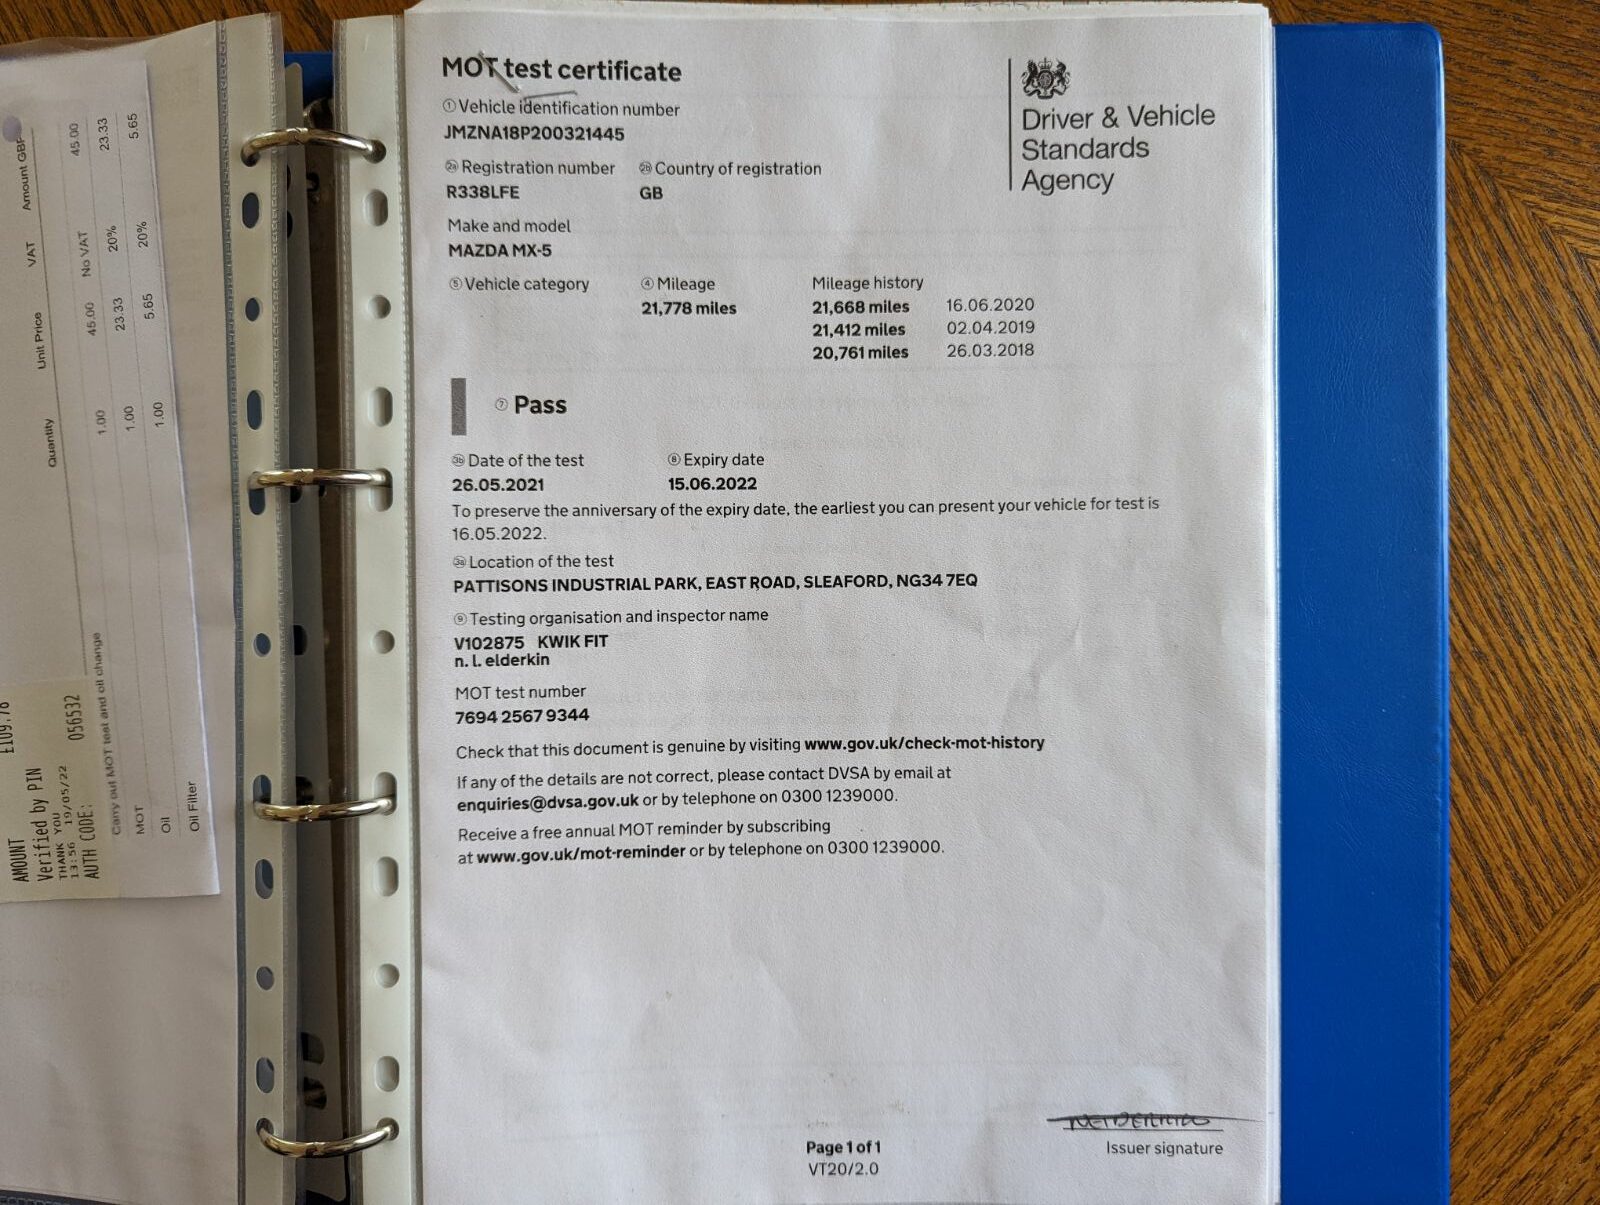 MOT test certificate
① Vehicle identification number
JMZNA18P200321445
2a Registration number 2b Country of registration
R338LFE GB
Make and model
MAZDA MX-5
⑤ Vehicle category ④ Mileage Mileage history
21,778 miles 21,668 miles 16.06.2020
21,412 miles 02.04.2019
20,761 miles 26.03.2018
⑦ Pass
3b Date of the test ⑧ Expiry date
26.05.2021 15.06.2022
To preserve the anniversary of the expiry date, the earliest you can present your vehicle for test is
16.05.2022.
3a Location of the test
PATTISONS INDUSTRIAL PARK, EAST ROAD, SLEAFORD, NG34 7EQ
⑨ Testing organisation and inspector name
V102875 KWIK FIT
n. l. elderkin
MOT test number
7694 2567 9344
Check that this document is genuine by visiting www.gov.uk/check-mot-history
If any of the details are not correct, please contact DVSA by email at
enquiries@dvsa.gov.uk or by telephone on 0300 1239000.
Receive a free annual MOT reminder by subscribing
at www.gov.uk/mot-reminder or by telephone on 0300 1239000.
Issuer signature
Page 1 of 1
VT20/2.0
Driver & Vehicle
Standards
Agency
Quantity Unit Price VAT Amount GBP
Carry out MOT test and oil change 1.00 45.00 No VAT 45.00
MOT 1.00 23.33 20% 23.33
Oil 1.00 5.65 20% 5.65
Oil Filter
AMOUNT £109.78
Verified by PIN
THANK YOU
13:56 19/05/22
AUTH CODE: 056532